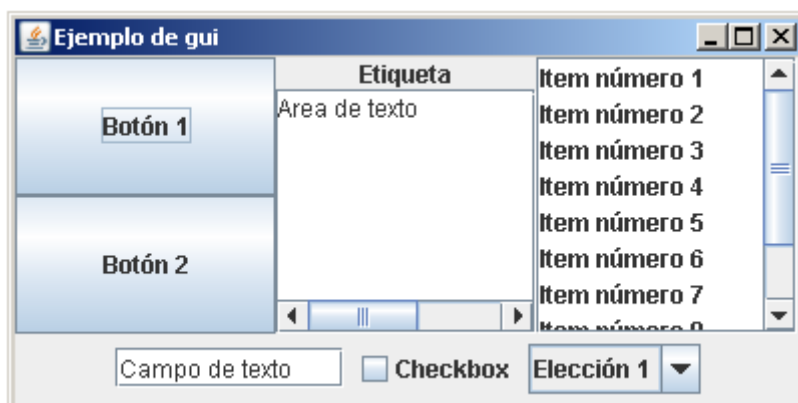 Ejemplo de gui
Botón 1
Botón 2
Etiqueta
Area de texto
Item número 1
Item número 2
Item número 3
Item número 4
Item número 5
Item número 6
Item número 7
Item número
Campo de texto
Checkbox
Elección 1